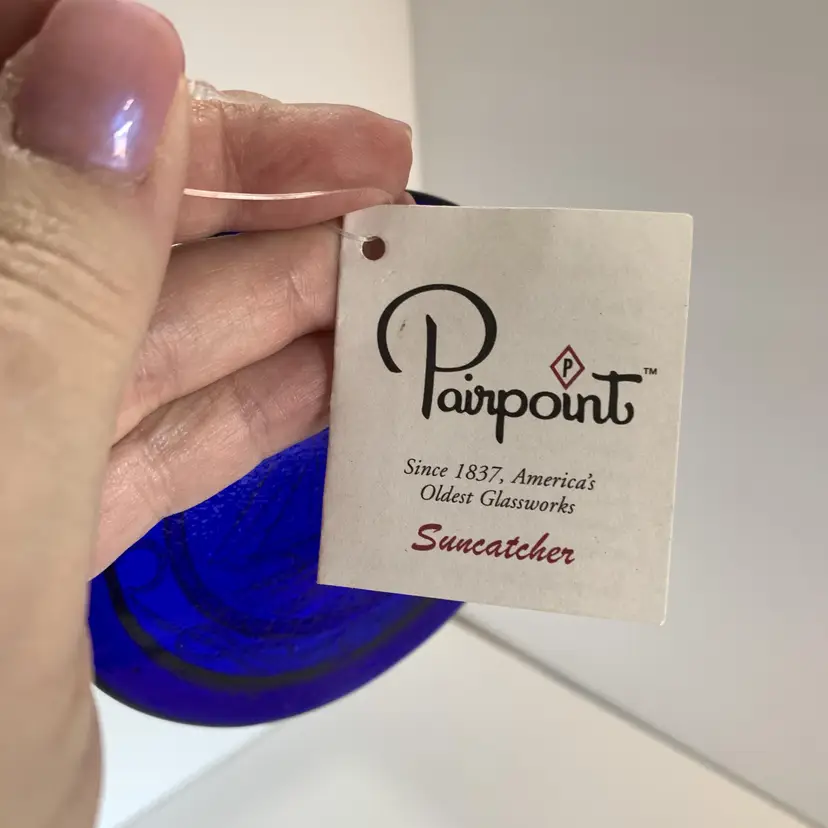 Pairpoint™
P
Since 1837, America's
Oldest Glassworks
Suncatcher